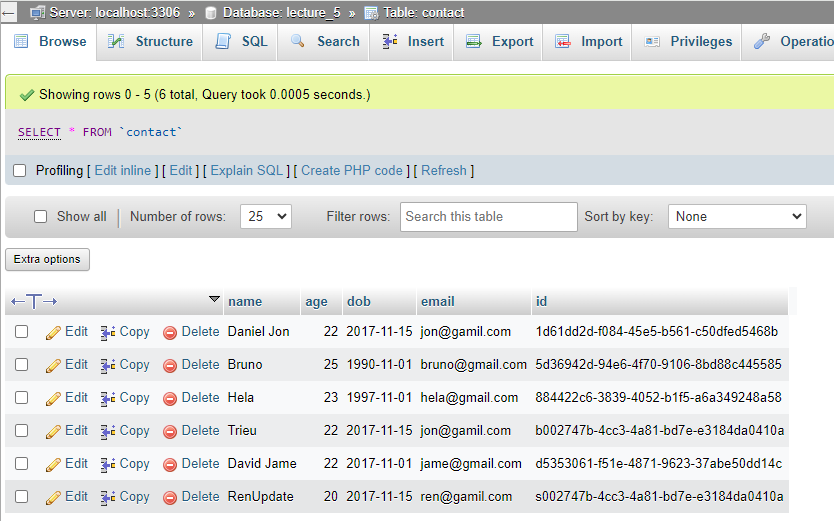 Server: localhost:3306 » Database: lecture_5 » Table: contact
Browse Structure SQL Search Insert Export Import Privileges Operatio
Showing rows 0 - 5 (6 total, Query took 0.0005 seconds.)
SELECT * FROM `contact`
Profiling [ Edit inline ] [ Edit ] [ Explain SQL ] [ Create PHP code ] [ Refresh ]
Show all | Number of rows: 25 Filter rows: Search this table Sort by key: None
Extra options
←T→ name age dob email id
Edit Copy Delete Daniel Jon 22 2017-11-15 jon@gamil.com 1d61dd2d-f084-45e5-b561-c50dfed5468b
Edit Copy Delete Bruno 25 1990-11-01 bruno@gmail.com 5d36942d-94e6-4f70-9106-8bd88c445585
Edit Copy Delete Hela 23 1997-11-01 hela@gmail.com 884422c6-3839-4052-b1f5-a6a349248a58
Edit Copy Delete Trieu 22 2017-11-15 jon@gamil.com b002747b-4cc3-4a81-bd7e-e3184da0410a
Edit Copy Delete David Jame 22 2017-11-01 jame@gmail.com d5353061-f51e-4871-9623-37abe50dd14c
Edit Copy Delete RenUpdate 20 2017-11-15 ren@gamil.com s002747b-4cc3-4a81-bd7e-e3184da0410a